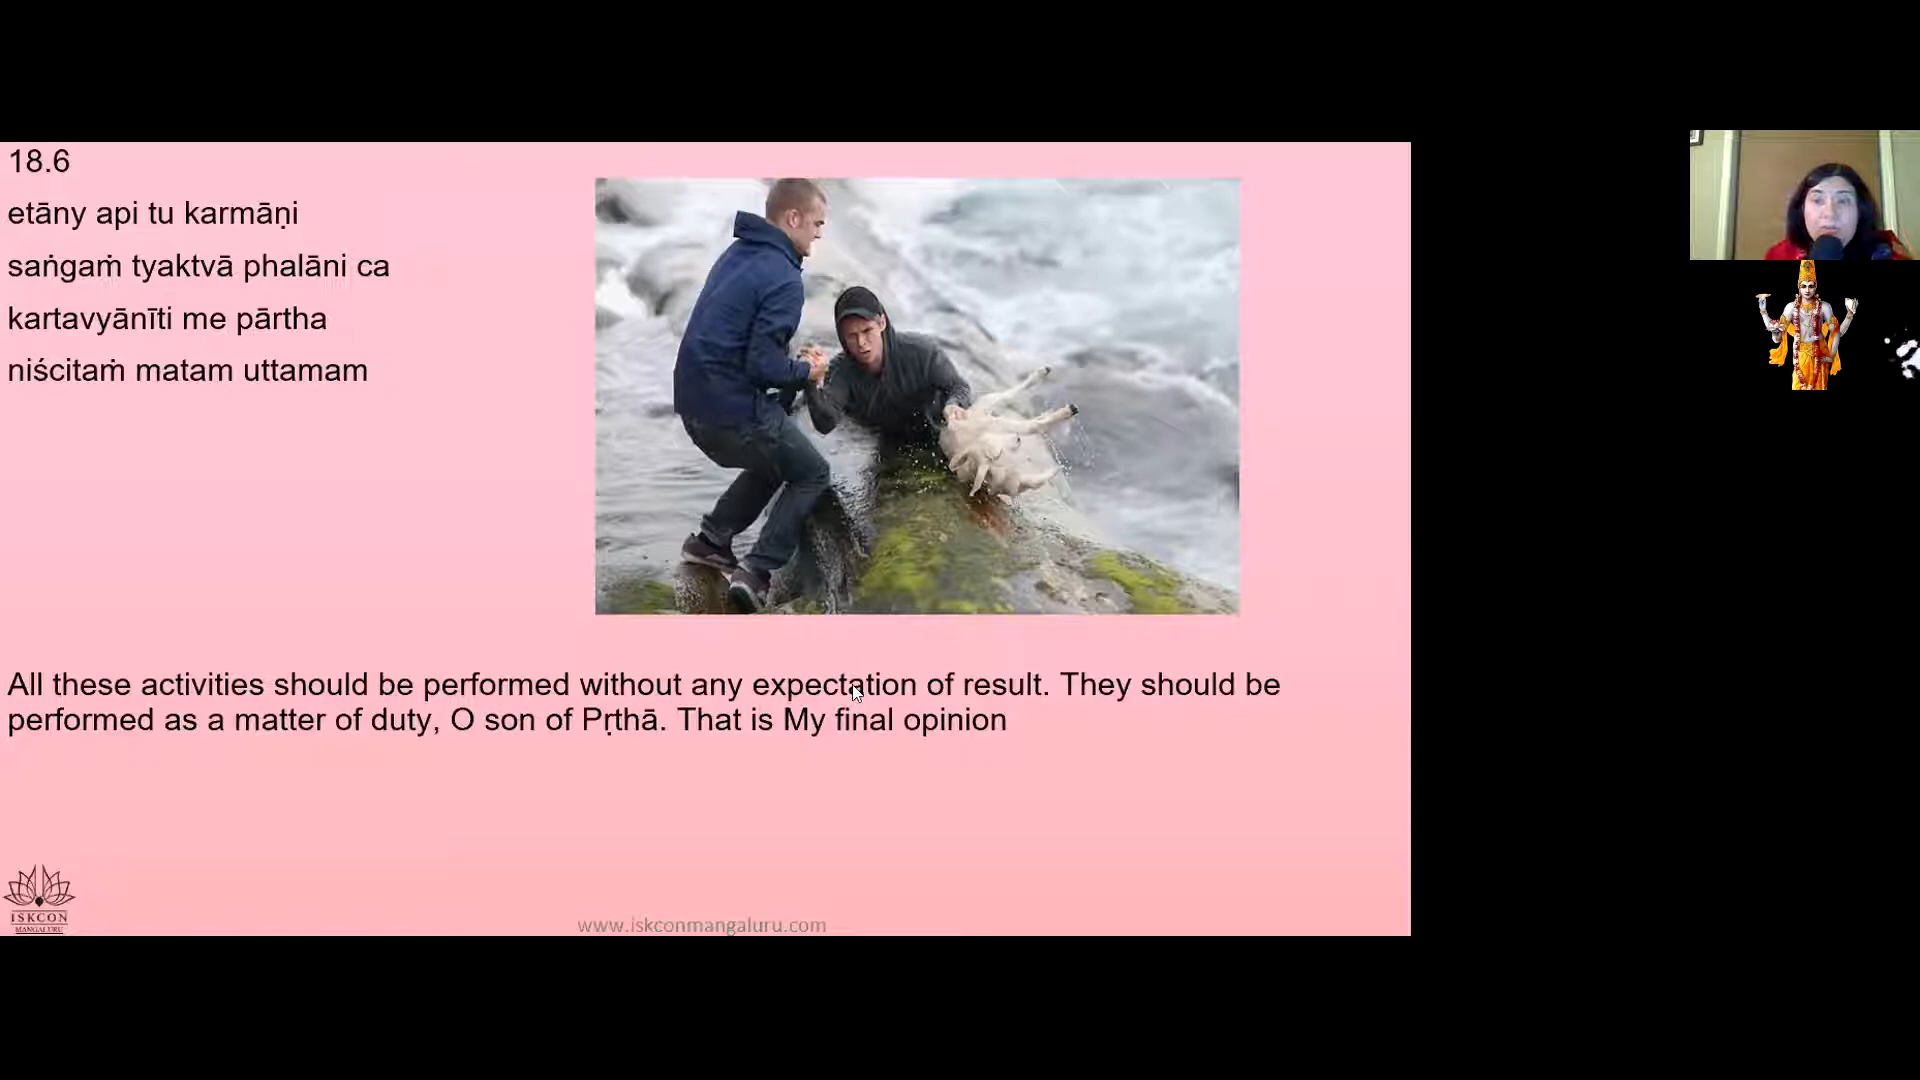 18.6
etāny api tu karmāṇi
saṅgaṁ tyaktvā phalāni ca
kartavyānīti me pārtha
niścitaṁ matam uttamam
All these activities should be performed without any expectation of result. They should be
performed as a matter of duty, O son of Pṛthā. That is My final opinion
ISKCON
MANGALURU
www.iskconmangaluru.com